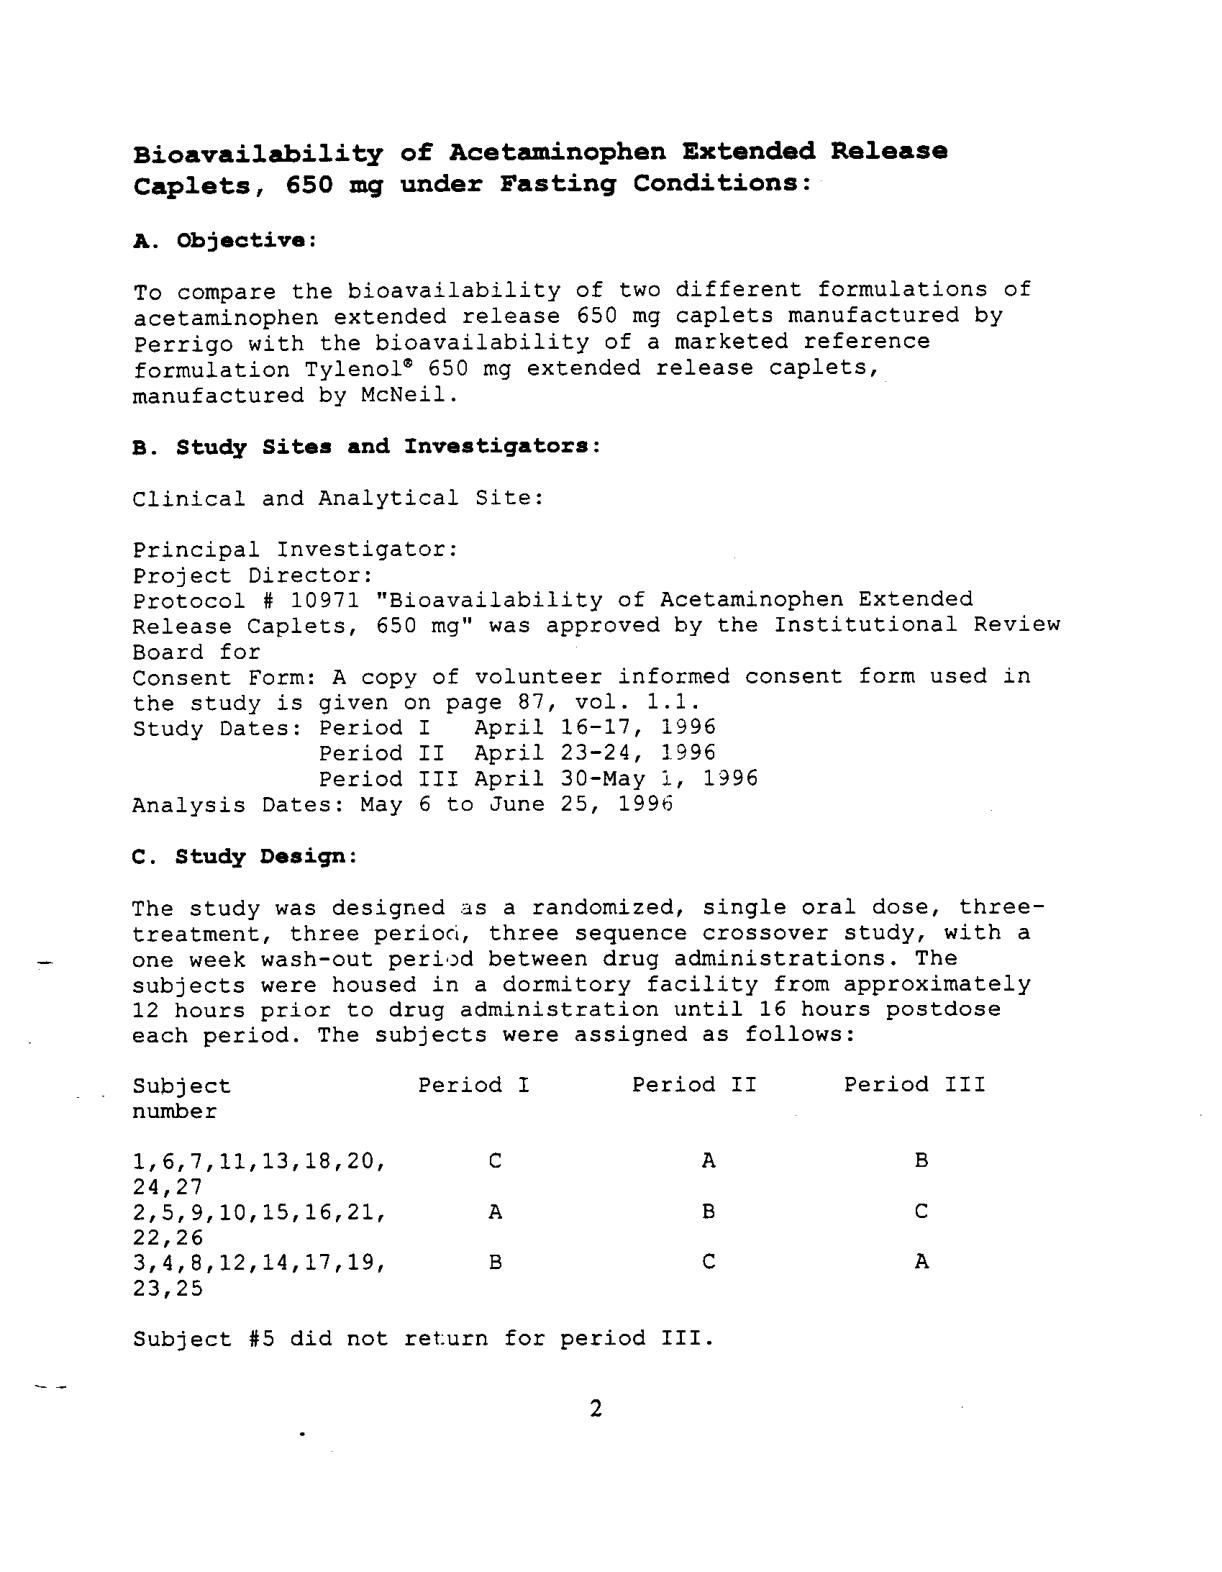 Bioavailability of Acetaminophen Extended Release
Caplets, 650 mg under Fasting Conditions:
A. Objective:
To compare the bioavailability of two different formulations of
acetaminophen extended release 650 mg caplets manufactured by
Perrigo with the bioavailability of a marketed reference
formulation Tylenol® 650 mg extended release caplets,
manufactured by McNeil.
B. Study Sites and Investigators:
Clinical and Analytical Site:
Principal Investigator:
Project Director:
Protocol # 10971 "Bioavailability of Acetaminophen Extended
Release Caplets, 650 mg" was approved by the Institutional Review
Board for
Consent Form: A copy of volunteer informed consent form used in
the study is given on page 87, vol. 1.1.
Study Dates: Period I April 16-17, 1996
Period II April 23-24, 1996
Period III April 30-May 1, 1996
Analysis Dates: May 6 to June 25, 1996
C. Study Design:
The study was designed as a randomized, single oral dose, three-
treatment, three period, three sequence crossover study, with a
one week wash-out period between drug administrations. The
subjects were housed in a dormitory facility from approximately
12 hours prior to drug administration until 16 hours postdose
each period. The subjects were assigned as follows:
Subject Period I Period II Period III
number
1,6,7,11,13,18,20, C A B
24,27
2,5,9,10,15,16,21, A B C
22,26
3,4,8,12,14,17,19, B C A
23,25
Subject #5 did not return for period III.
2